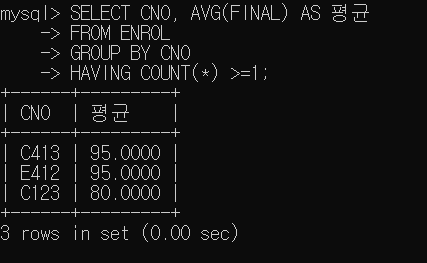 mysql> SELECT CNO, AVG(FINAL) AS 평균
    -> FROM ENROL
    -> GROUP BY CNO
    -> HAVING COUNT(*) >=1;
+------+---------+
| CNO  | 평균    |
+------+---------+
| C413 | 95.0000 |
| E412 | 95.0000 |
| C123 | 80.0000 |
+------+---------+
3 rows in set (0.00 sec)